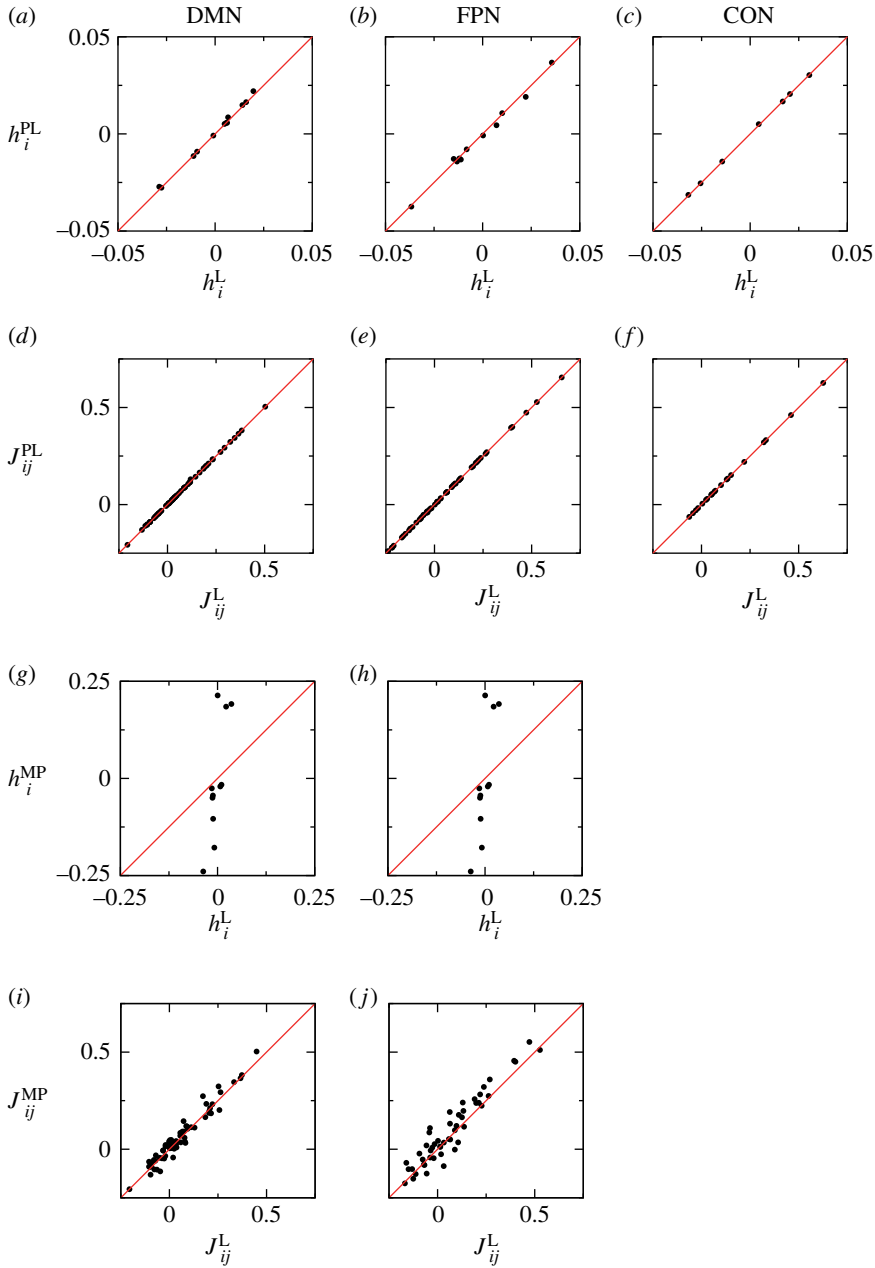 (a) DMN (b) FPN (c) CON
0.05
h_i^PL 0
−0.05
−0.05 0 0.05 −0.05 0 0.05 −0.05 0 0.05
h_i^L h_i^L h_i^L
(d) (e) (f)
0.5
J_ij^PL
0
0 0.5 0 0.5 0 0.5
J_ij^L J_ij^L J_ij^L
(g) (h)
0.25
h_i^MP 0
−0.25
−0.25 0 0.25 −0.25 0 0.25
h_i^L h_i^L
(i) (j)
0.5
J_ij^MP
0
0 0.5 0 0.5
J_ij^L J_ij^L